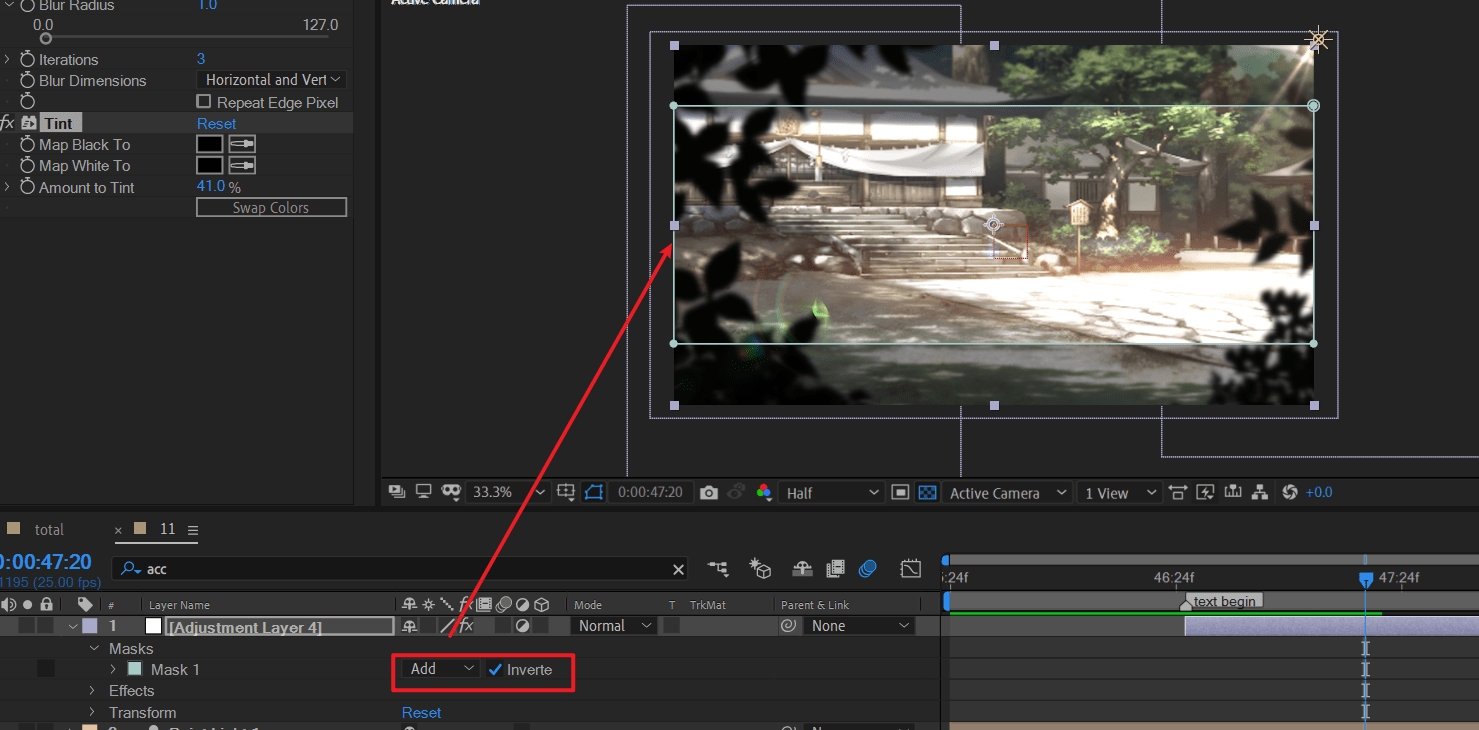 Blur Radius 1.0
0.0 127.0
Iterations 3
Blur Dimensions Horizontal and Vert
Repeat Edge Pixel
fx Tint Reset
Map Black To
Map White To
Amount to Tint 41.0 %
Swap Colors
Active Camera
33.3% 0:00:47:20 Half Active Camera 1 View +0.0
total × 11
0:00:47:20
1195 (25.00 fps)
acc
:24f 46:24f 47:24f
text begin
# Layer Name fx Mode T TrkMat Parent & Link
1 [Adjustment Layer 4] fx Normal None
Masks
Mask 1 Add Inverte
Effects
Transform Reset